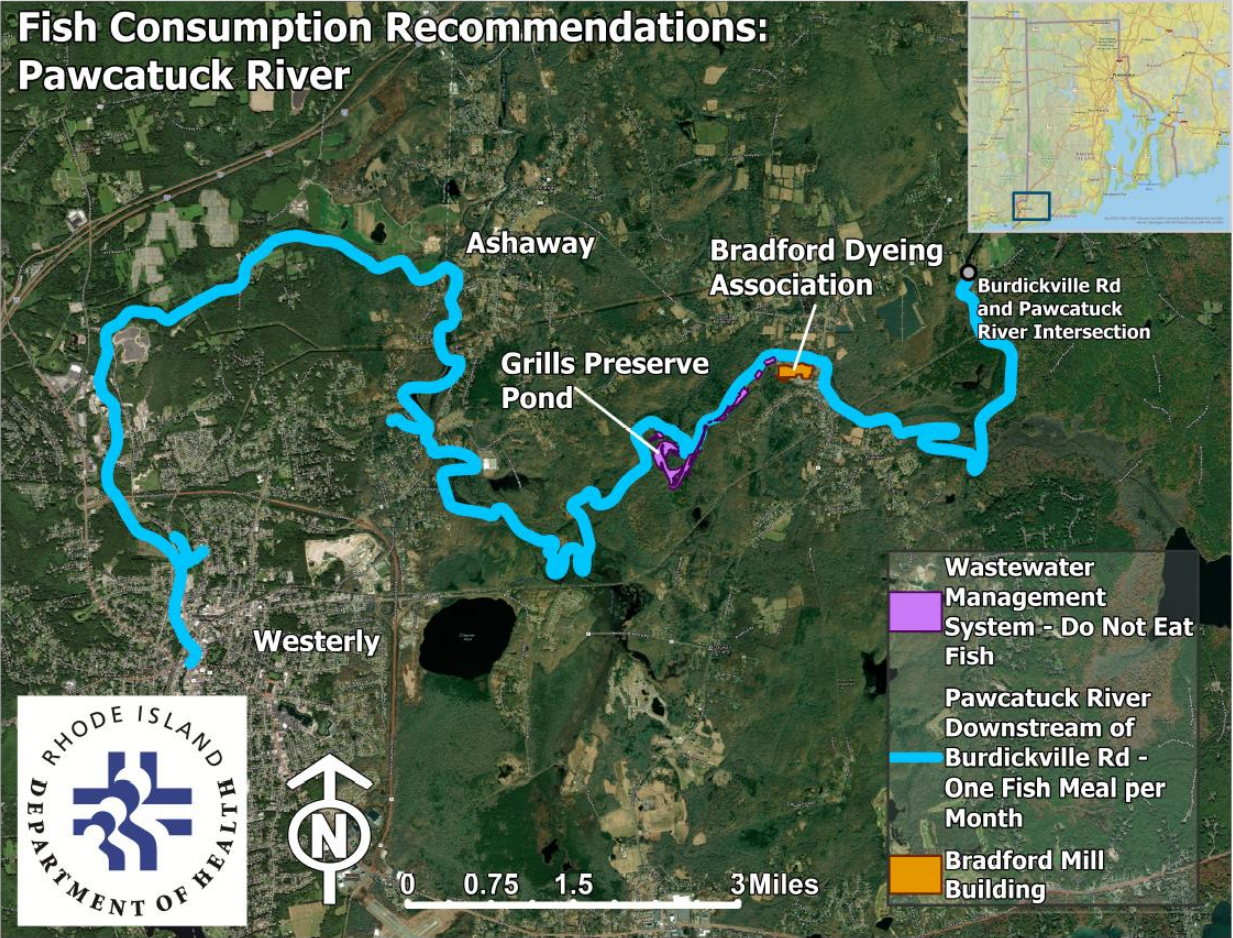 Fish Consumption Recommendations:
Pawcatuck River
Ashaway
Bradford Dyeing
Association
Burdickville Rd
and Pawcatuck
River Intersection
Grills Preserve
Pond
Westerly
Wastewater
Management
System - Do Not Eat
Fish
Pawcatuck River
Downstream of
Burdickville Rd -
One Fish Meal per
Month
Bradford Mill
Building
RHODE ISLAND
DEPARTMENT OF HEALTH
N
0 0.75 1.5 3 Miles